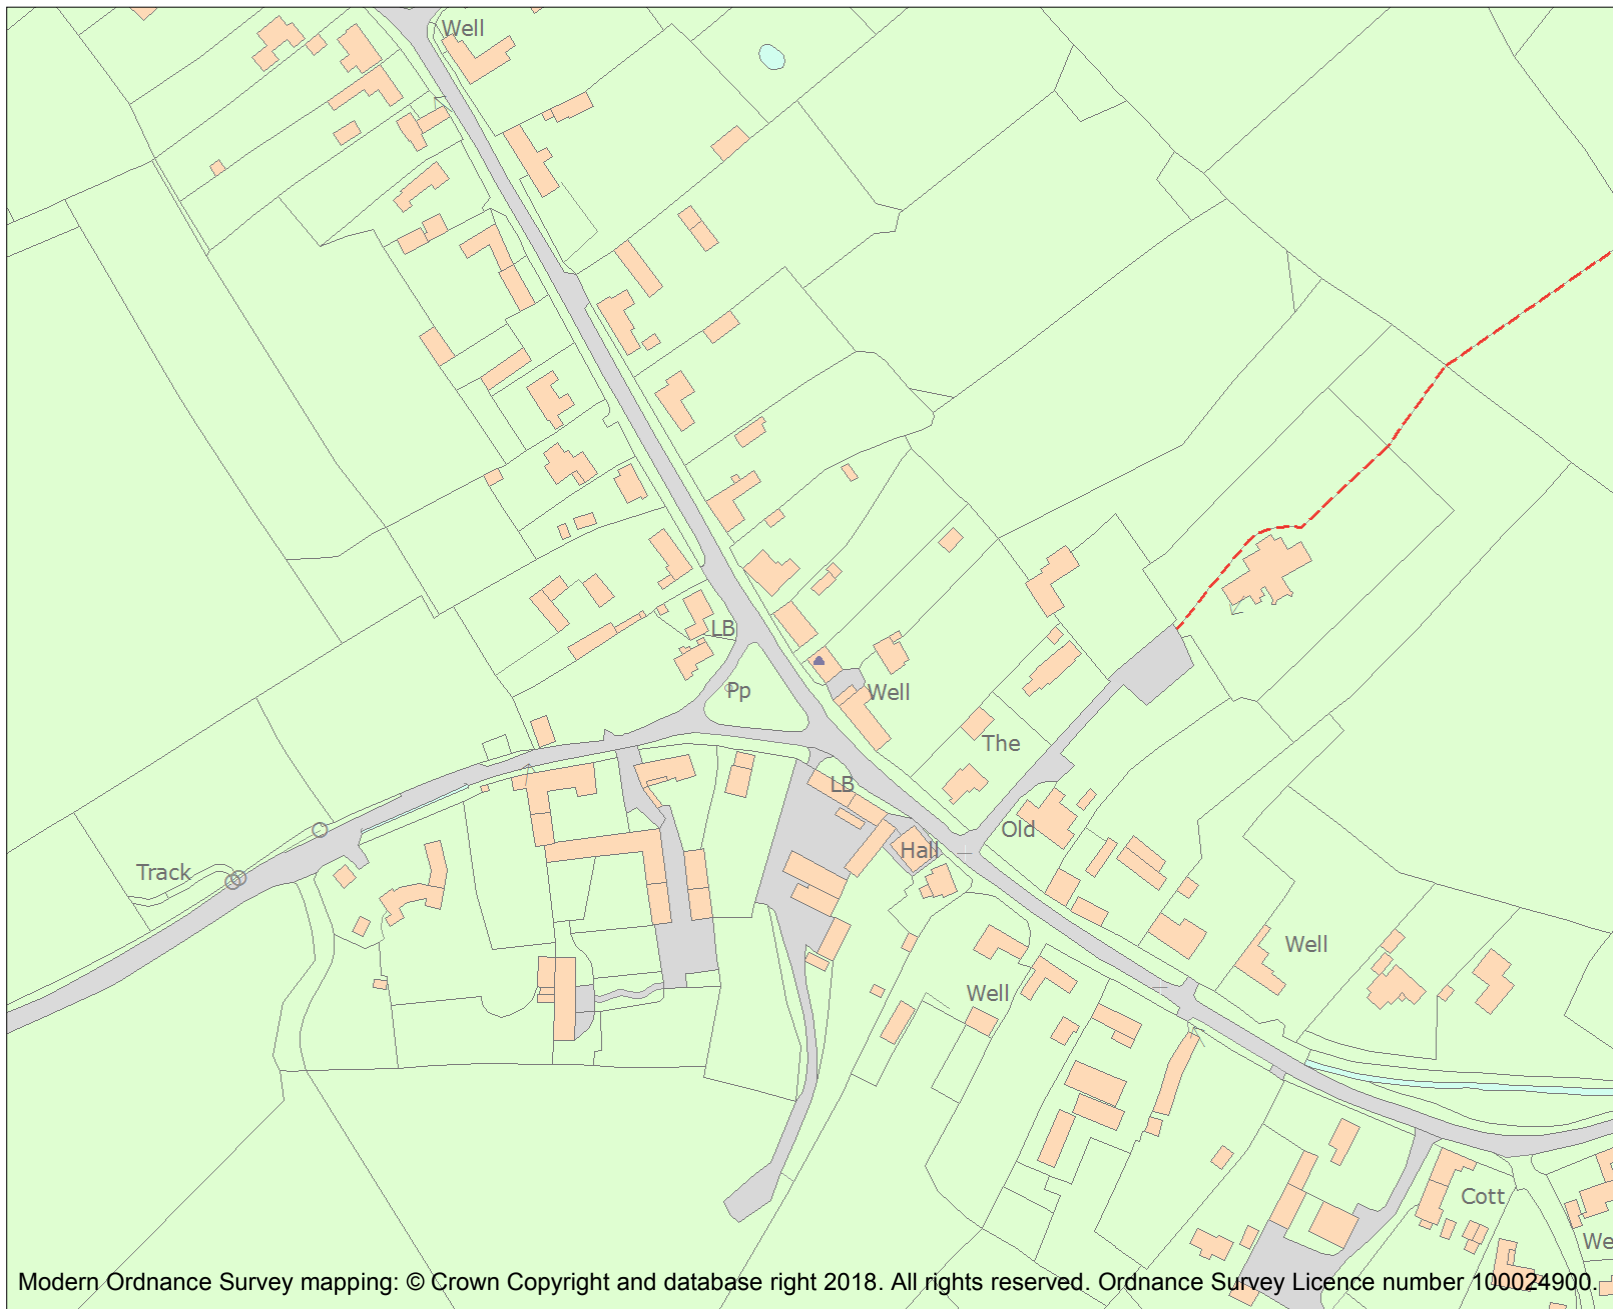 Well
LB
Pp
Well
The
LB
Old
Hall
Track
Well
Well
Cott
We
Modern Ordnance Survey mapping: © Crown Copyright and database right 2018. All rights reserved. Ordnance Survey Licence number 100024900.